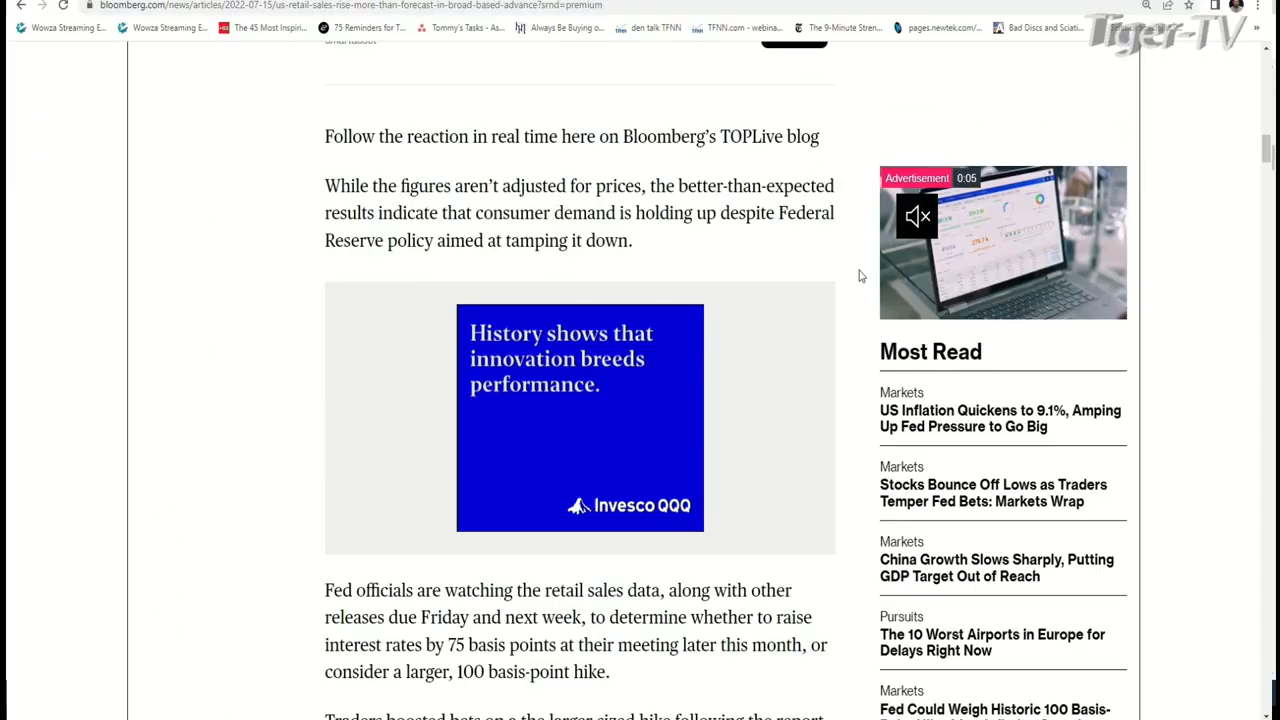 bloomberg.com/news/articles/2022-07-15/us-retail-sales-rise-more-than-forecast-in-broad-based-advance?srnd=premium
Wowza Streaming E... Wowza Streaming E... The 45 Most Inspiri... 75 Reminders for T... Tommy's Tasks - As... Always Be Buying o... den talk TFNN TFNN.com - webina... The 9-Minute Stren... pages.newtek.com/... Bad Discs and Sciati...
Tiger-TV
Follow the reaction in real time here on Bloomberg's TOPLive blog
While the figures aren't adjusted for prices, the better-than-expected
results indicate that consumer demand is holding up despite Federal
Reserve policy aimed at tamping it down.
History shows that
innovation breeds
performance.
Invesco QQQ
Fed officials are watching the retail sales data, along with other
releases due Friday and next week, to determine whether to raise
interest rates by 75 basis points at their meeting later this month, or
consider a larger, 100 basis-point hike.
Traders boosted bets on a the larger-sized hike following the report
Advertisement 0:05
Most Read
Markets
US Inflation Quickens to 9.1%, Amping
Up Fed Pressure to Go Big
Markets
Stocks Bounce Off Lows as Traders
Temper Fed Bets: Markets Wrap
Markets
China Growth Slows Sharply, Putting
GDP Target Out of Reach
Pursuits
The 10 Worst Airports in Europe for
Delays Right Now
Markets
Fed Could Weigh Historic 100 Basis-